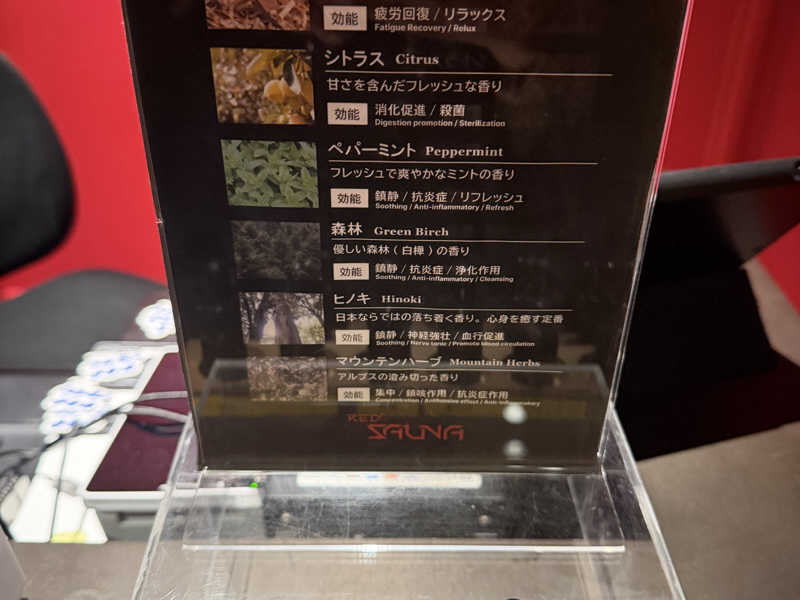 効能 疲労回復 / リラックス
Fatigue Recovery / Relux
シトラス Citrus
甘さを含んだフレッシュな香り
効能 消化促進 / 殺菌
Digestion promotion / Sterilization
ペパーミント Peppermint
フレッシュで爽やかなミントの香り
効能 鎮静 / 抗炎症 / リフレッシュ
Soothing / Anti-inflammatory / Refresh
森林 Green Birch
優しい森林 ( 白樺 ) の香り
効能 鎮静 / 抗炎症 / 浄化作用
Soothing / Anti-inflammatory / Cleansing
ヒノキ Hinoki
日本ならではの落ち着く香り。心身を癒す定番
効能 鎮静 / 神経強壮 / 血行促進
Soothing / Nerve tonic / Promote blood circulation
マウンテンハーブ Mountain Herbs
アルプスの澄み切った香り
効能 集中 / 鎮咳作用 / 抗炎症作用
Concentration / Antitussive effect / Anti-inflammatory
RED
SAUNA